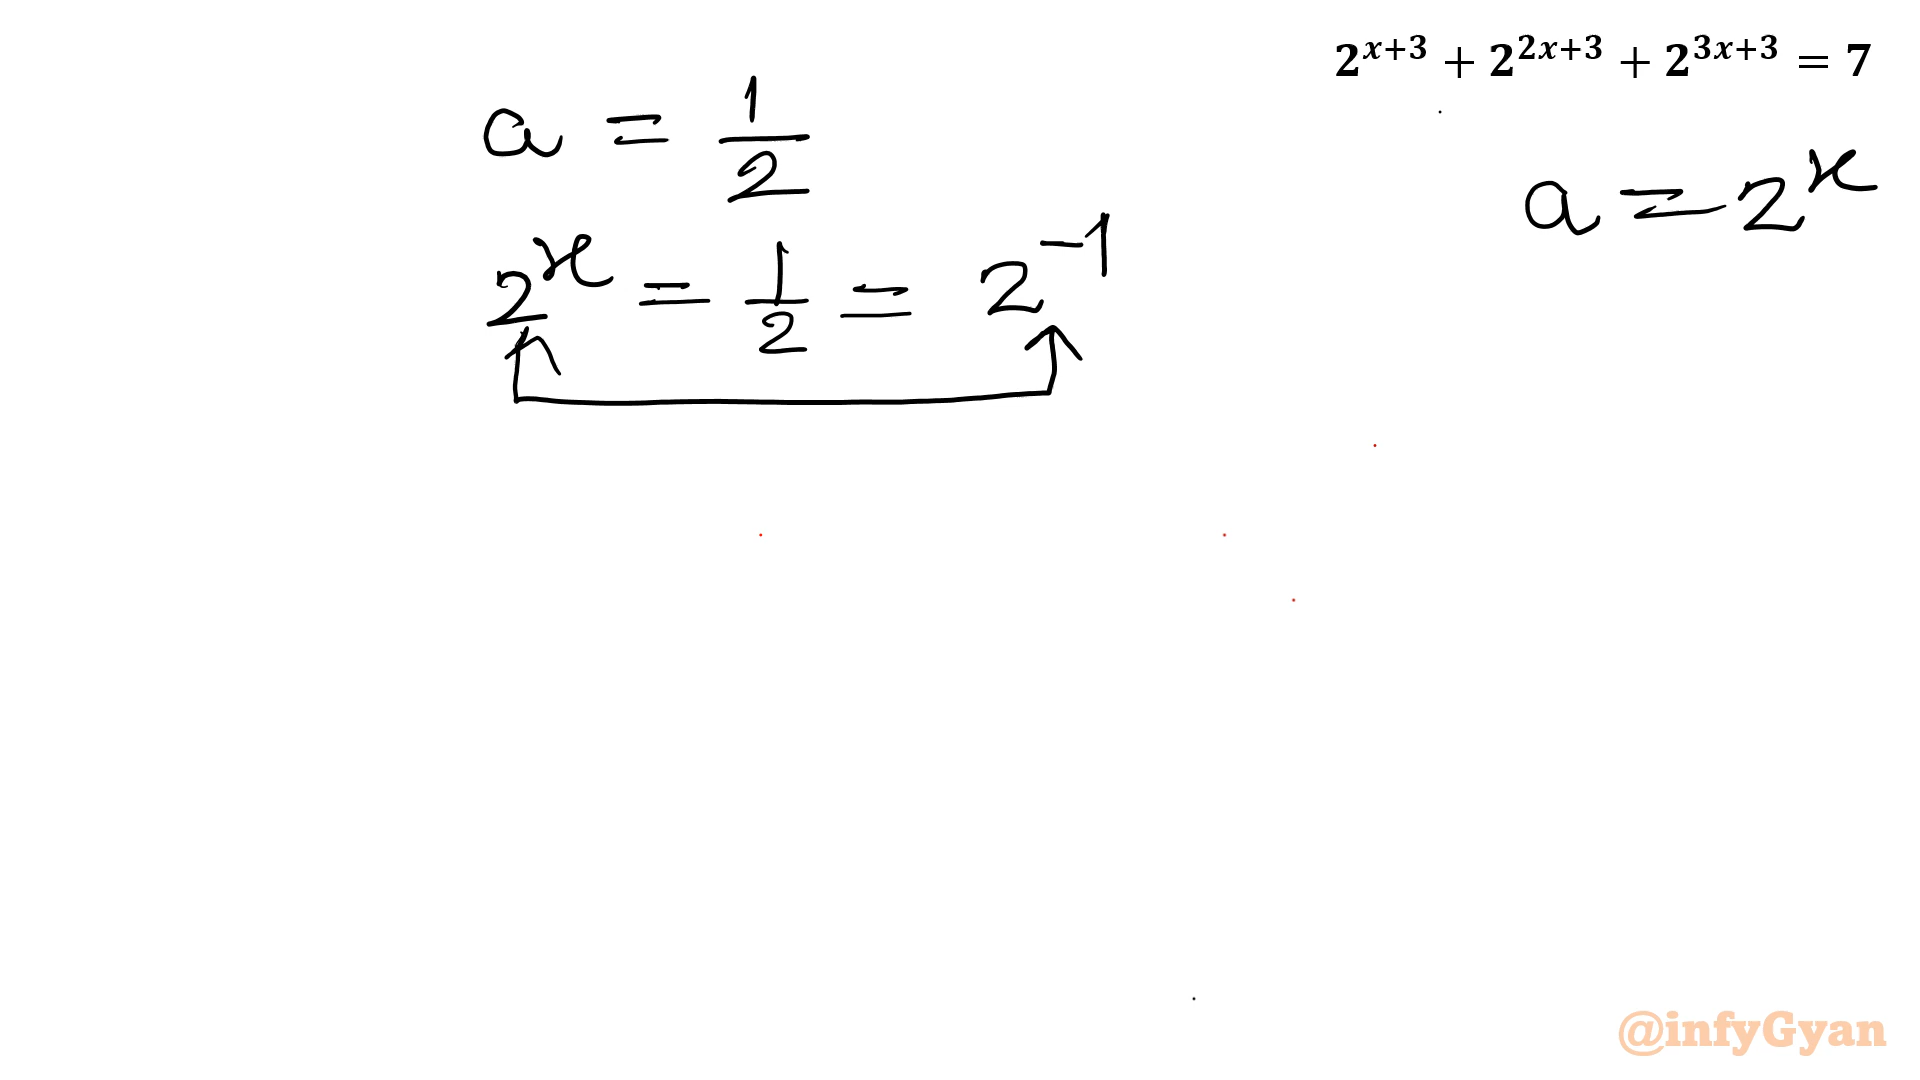 2^{x+3} + 2^{2x+3} + 2^{3x+3} = 7
a = 1/2
a = 2^x
2^x = 1/2 = 2^{-1}
@infyGyan